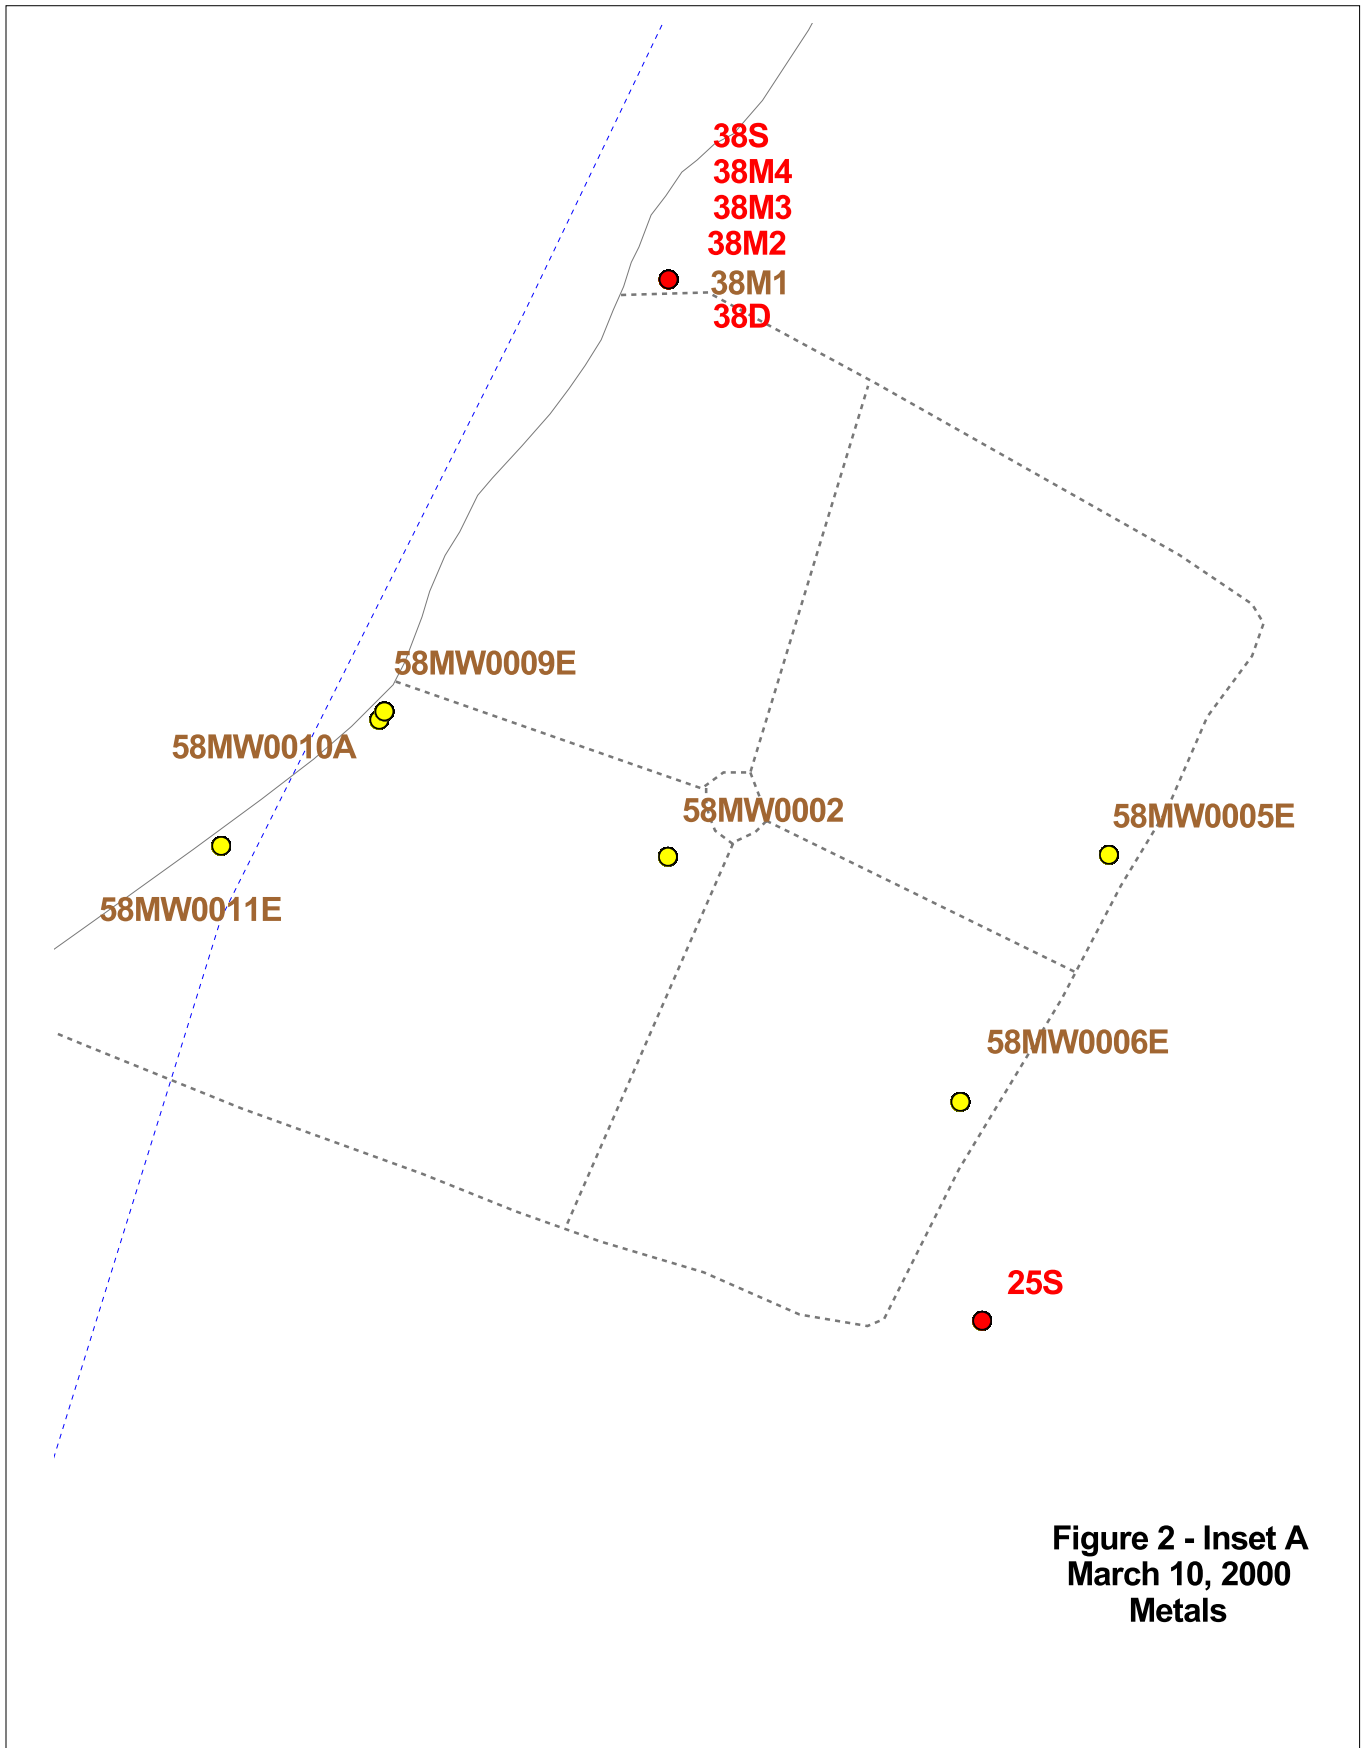 38S
38M4
38M3
38M2
38M1
38D
58MW0009E
58MW0010A
58MW0002
58MW0005E
58MW0011E
58MW0006E
25S
Figure 2 - Inset A
March 10, 2000
Metals